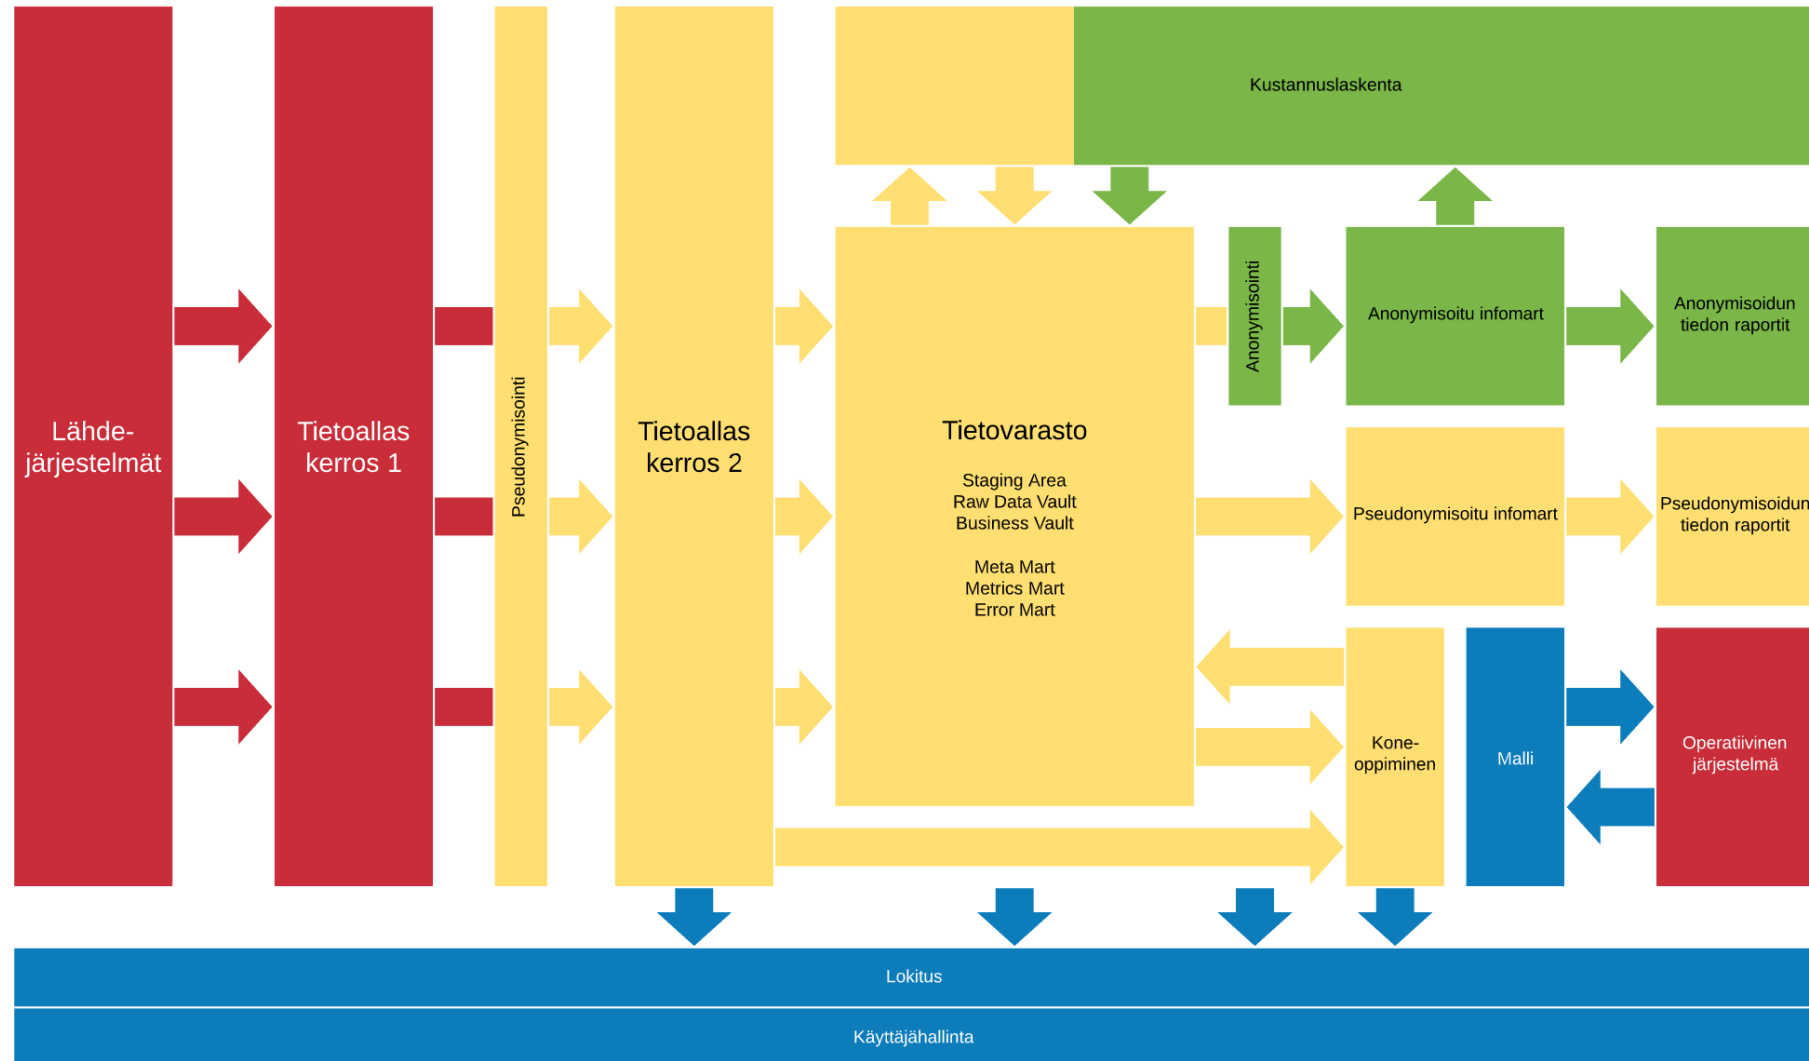 Kustannuslaskenta
Lähde-
järjestelmät
Tietoallas
kerros 1
Pseudonymisointi
Tietoallas
kerros 2
Tietovarasto
Staging Area
Raw Data Vault
Business Vault
Meta Mart
Metrics Mart
Error Mart
Anonymisointi
Anonymisoitu infomart
Anonymisoidun
tiedon raportit
Pseudonymisoitu infomart
Pseudonymisoidun
tiedon raportit
Kone-
oppiminen
Malli
Operatiivinen
järjestelmä
Lokitus
Käyttäjähallinta